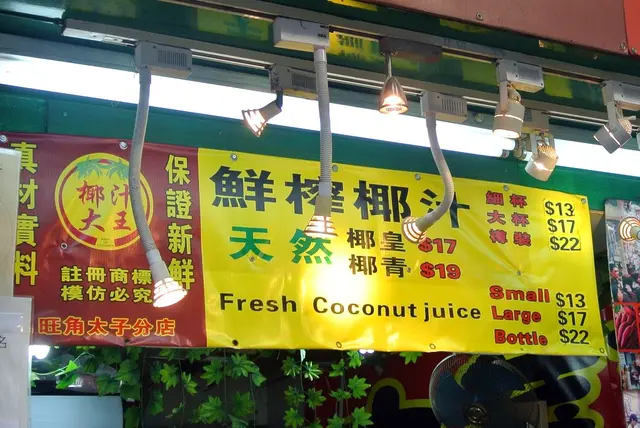 真材實料
椰汁
大王
保證新鮮
註冊商標
模仿必究
旺角太子分店
鮮榨椰汁
天然
椰皇 $17
椰青 $19
細杯 $13
大杯 $17
樽裝 $22
Fresh Coconut juice
Small $13
Large $17
Bottle $22